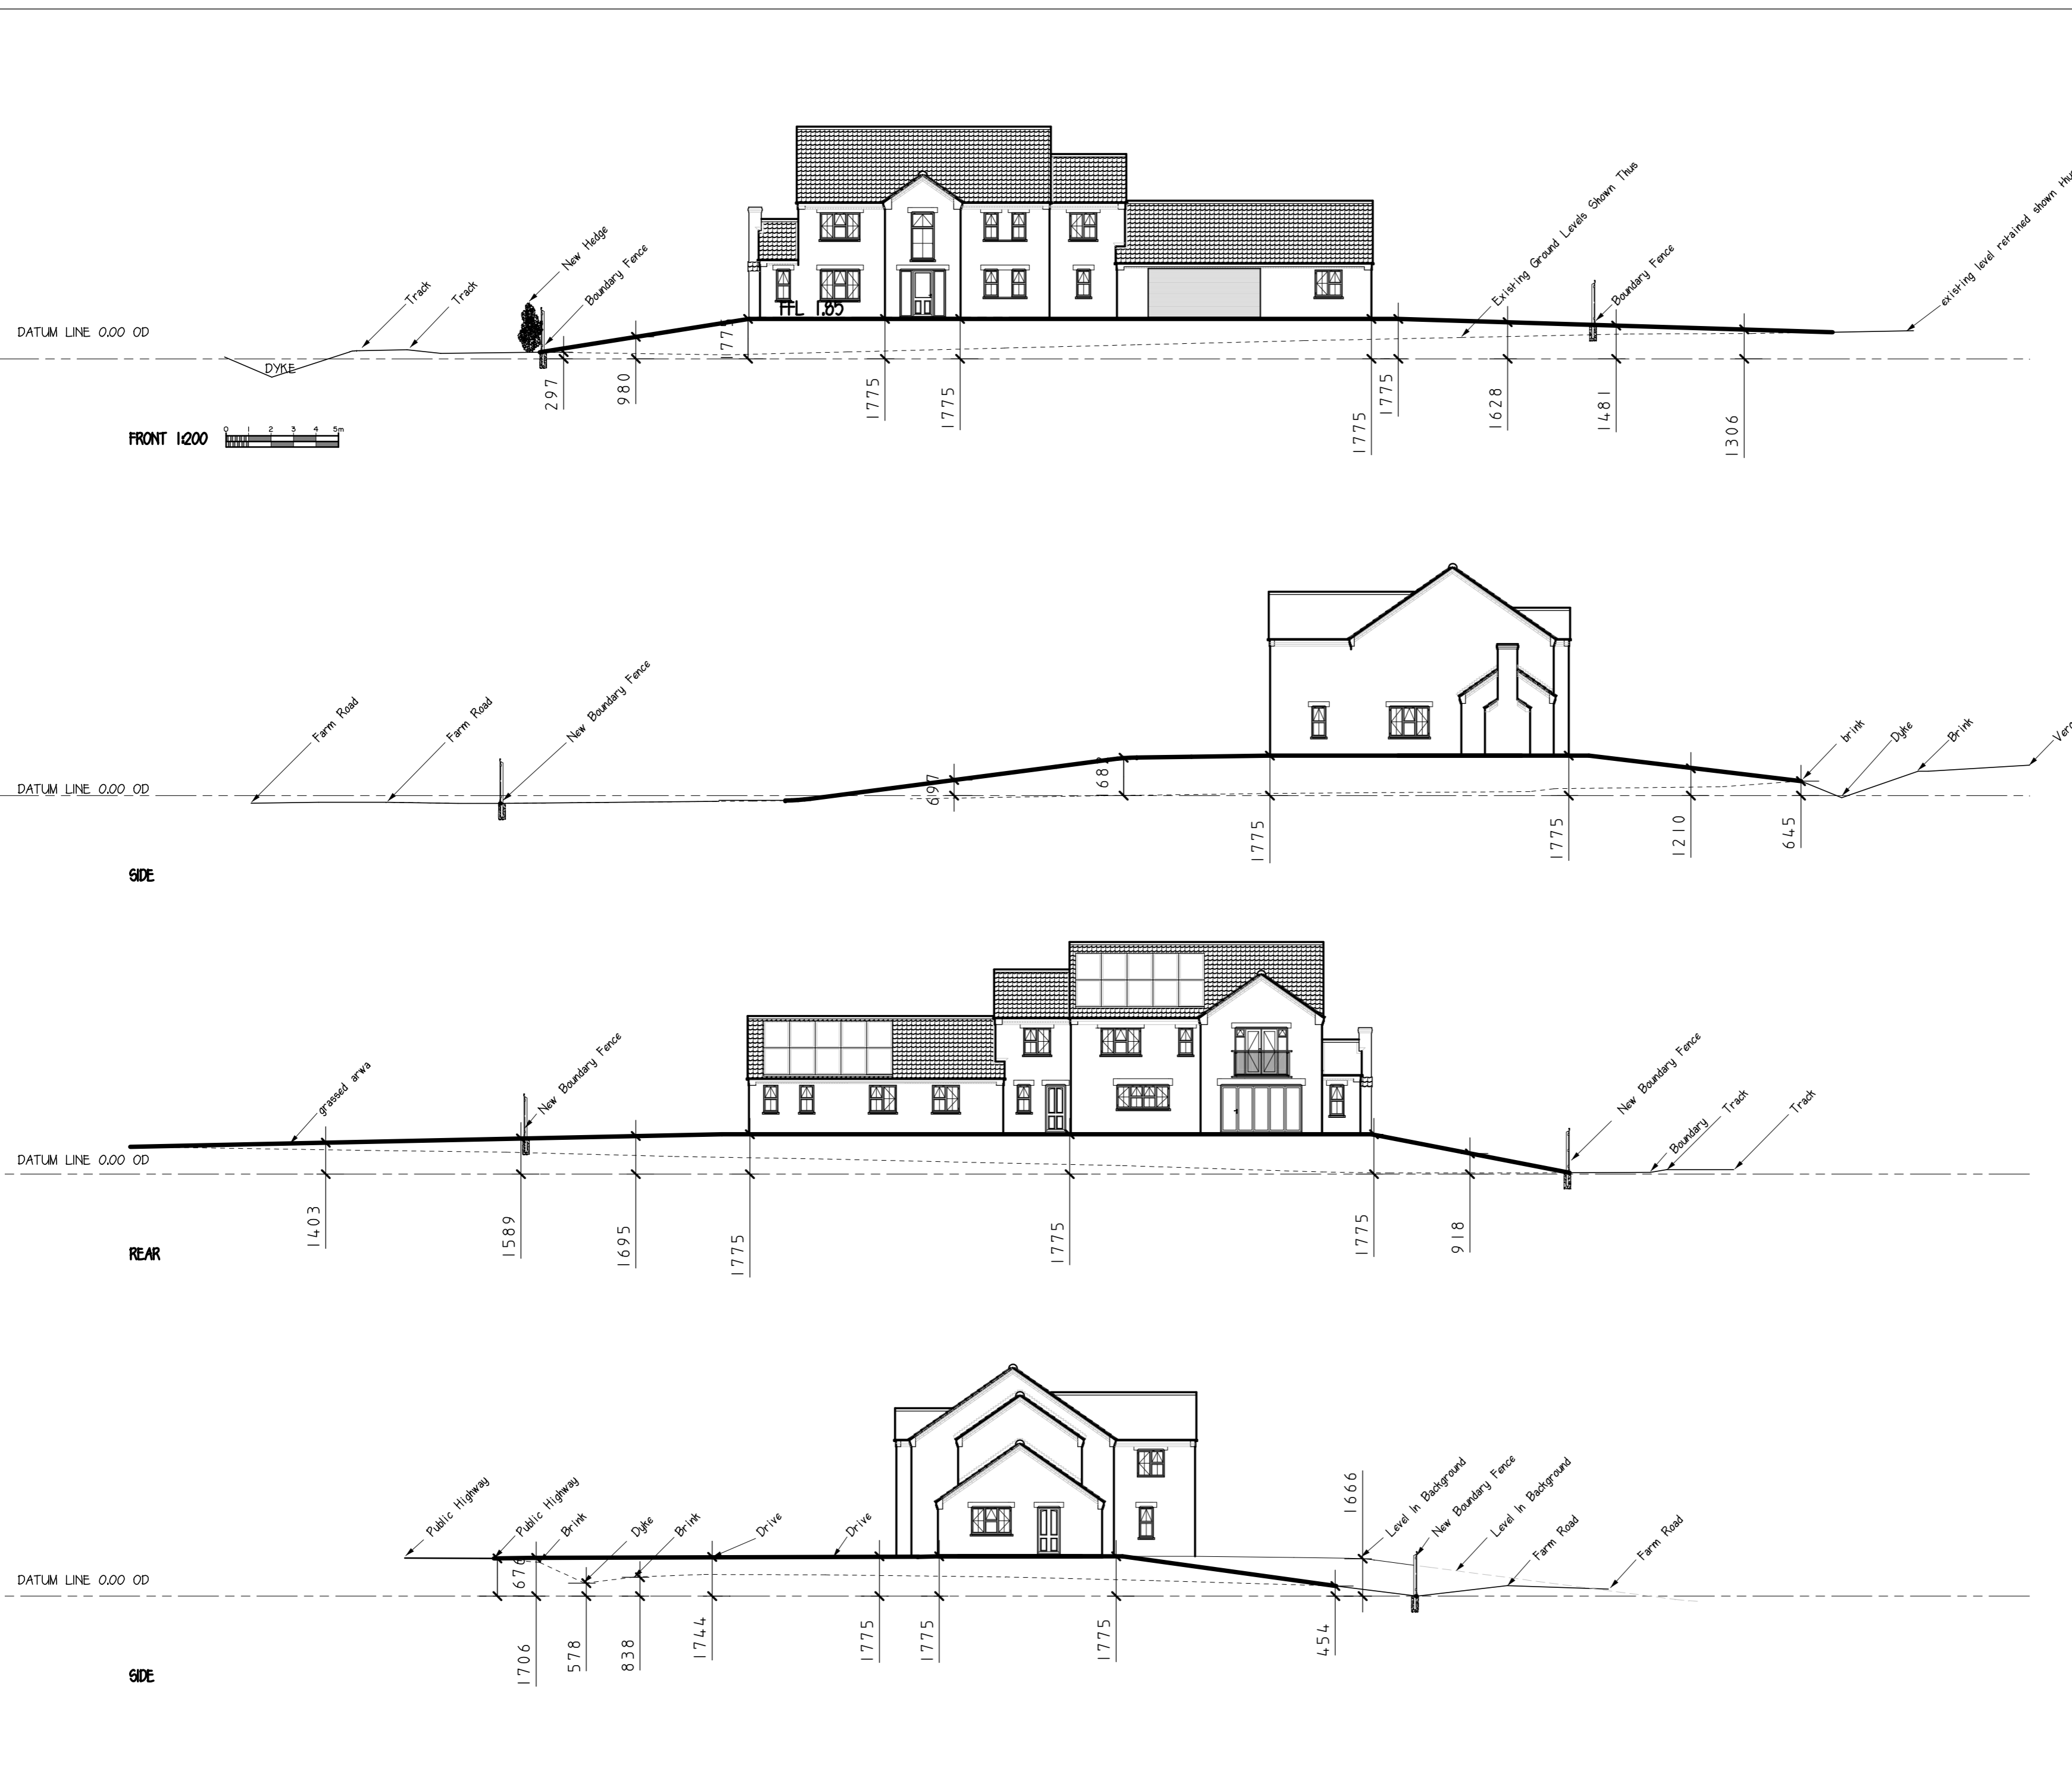 Track
Track
New Hedge
Boundary Fence
Existing Ground Levels Shown Thus
Boundary Fence
existing level retained shown
FFL 1.85
DATUM LINE 0.00 OD
DYKE
297
980
1775
1775
1775
1775
1628
1481
1306
FRONT 1:200
0 1 2 3 4 5m
Farm Road
Farm Road
New Boundary Fence
brink
Dyke
Brink
DATUM LINE 0.00 OD
697
1775
1775
1210
645
SIDE
grassed arwa
New Boundary Fence
New Boundary Fence
Boundary
Track
Track
DATUM LINE 0.00 OD
1403
1589
1695
1775
1775
1775
918
REAR
Public Highway
Public Highway
Brink
Dyke
Brink
Drive
Drive
1666
Level In Background
New Boundary Fence
Level In Background
Farm Road
Farm Road
DATUM LINE 0.00 OD
1706
578
838
1744
1775
1775
1775
454
SIDE